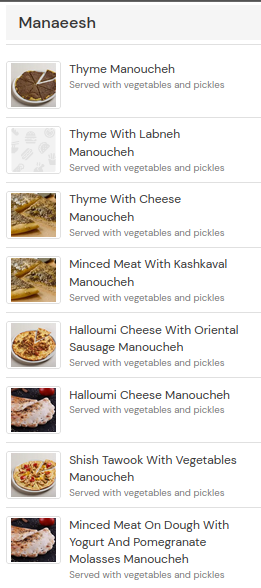 Manaeesh
Thyme Manoucheh
Served with vegetables and pickles
Thyme With Labneh
Manoucheh
Served with vegetables and pickles
Thyme With Cheese
Manoucheh
Served with vegetables and pickles
Minced Meat With Kashkaval
Manoucheh
Served with vegetables and pickles
Halloumi Cheese With Oriental
Sausage Manoucheh
Served with vegetables and pickles
Halloumi Cheese Manoucheh
Served with vegetables and pickles
Shish Tawook With Vegetables
Manoucheh
Served with vegetables and pickles
Minced Meat On Dough With
Yogurt And Pomegranate
Molasses Manoucheh
Served with vegetables and pickles